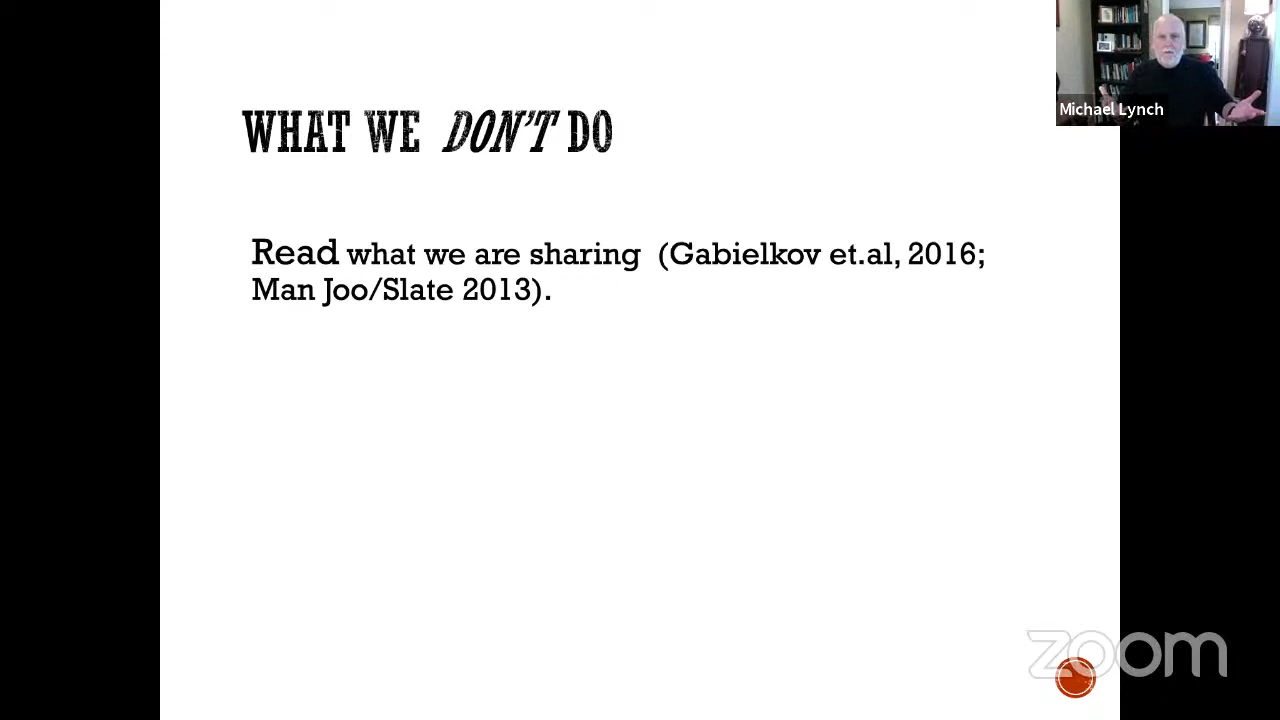 WHAT WE DON'T DO
Michael Lynch
Read what we are sharing (Gabielkov et.al, 2016;
Man Joo/Slate 2013).
zoom